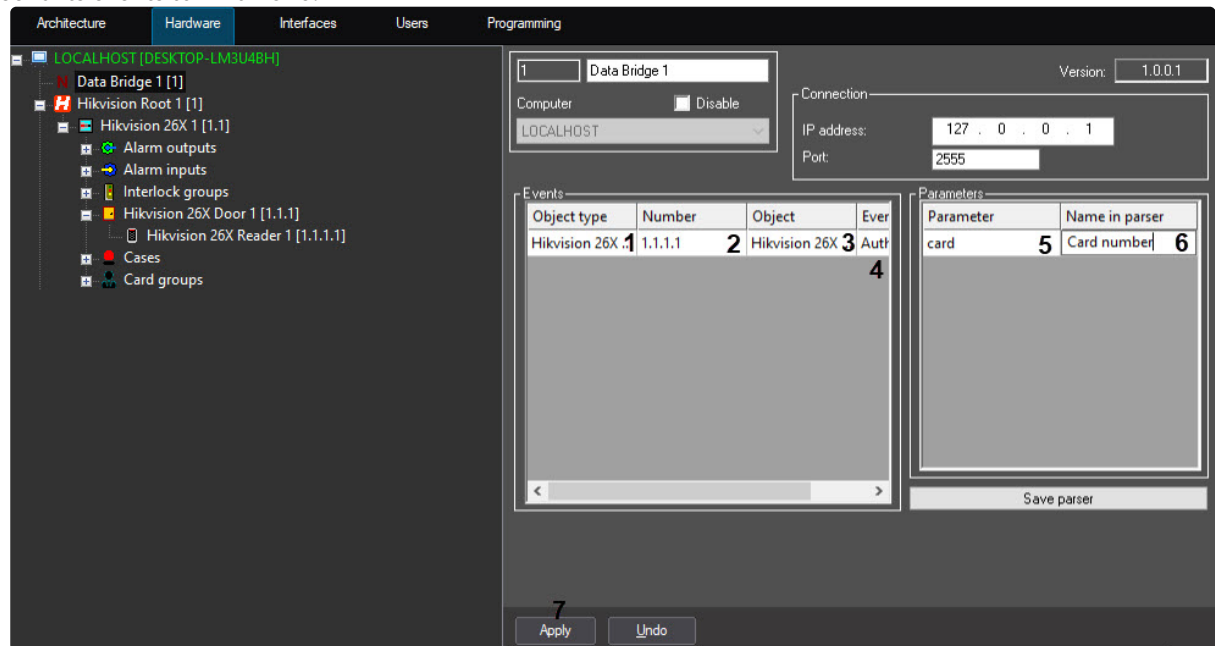 Architecture Hardware Interfaces Users Programming
LOCALHOST [DESKTOP-LM3U4BH]
Data Bridge 1 [1]
Hikvision Root 1 [1]
Hikvision 26X 1 [1.1]
Alarm outputs
Alarm inputs
Interlock groups
Hikvision 26X Door 1 [1.1.1]
Hikvision 26X Reader 1 [1.1.1.1]
Cases
Card groups
1 Data Bridge 1
Computer Disable
LOCALHOST
Version: 1.0.0.1
Connection
IP address: 127 . 0 . 0 . 1
Port: 2555
Events
Object type Number Object Ever
Hikvision 26X .. 1 1.1.1.1 2 Hikvision 26X 3 Auth
4
Parameters
Parameter Name in parser
card 5 Card number 6
Save parser
7
Apply Undo